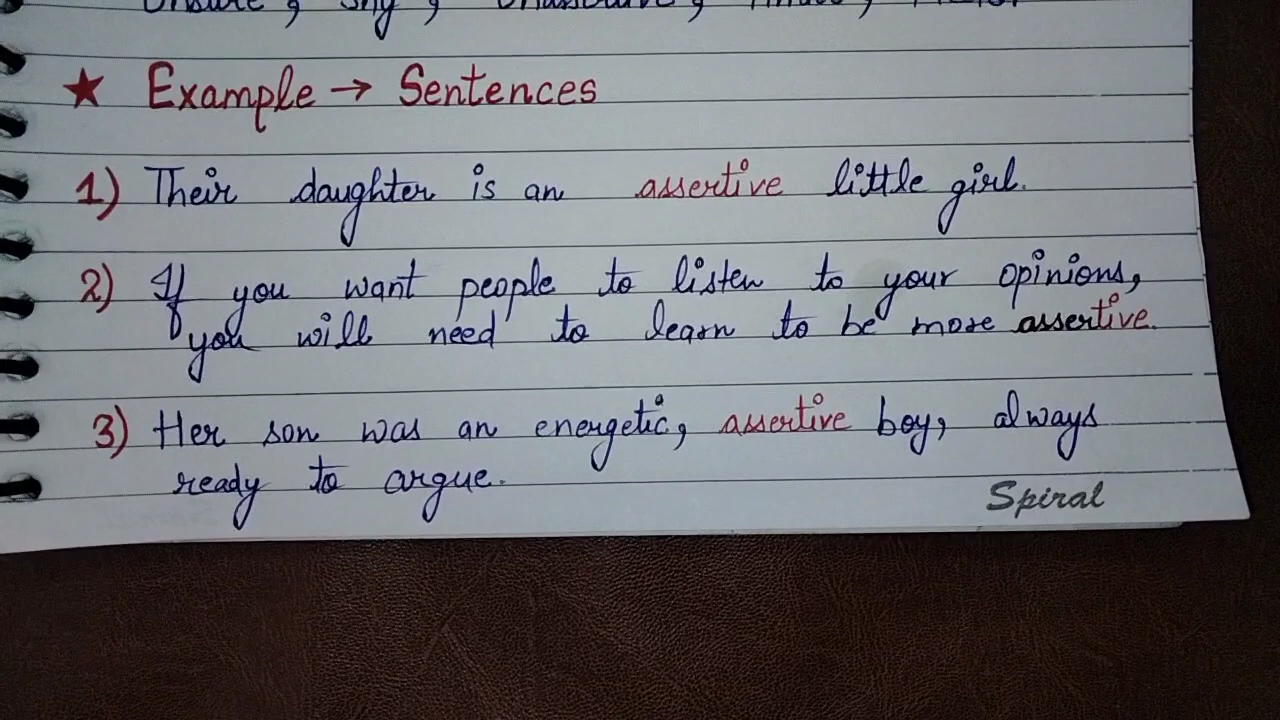 Unsure, Shy,
★ Example → Sentences
1) Their daughter is an assertive little girl.
2) If you want people to listen to your opinions,
you will need to learn to be more assertive.
3) Her son was an energetic, assertive boy, always
ready to argue.
Spiral